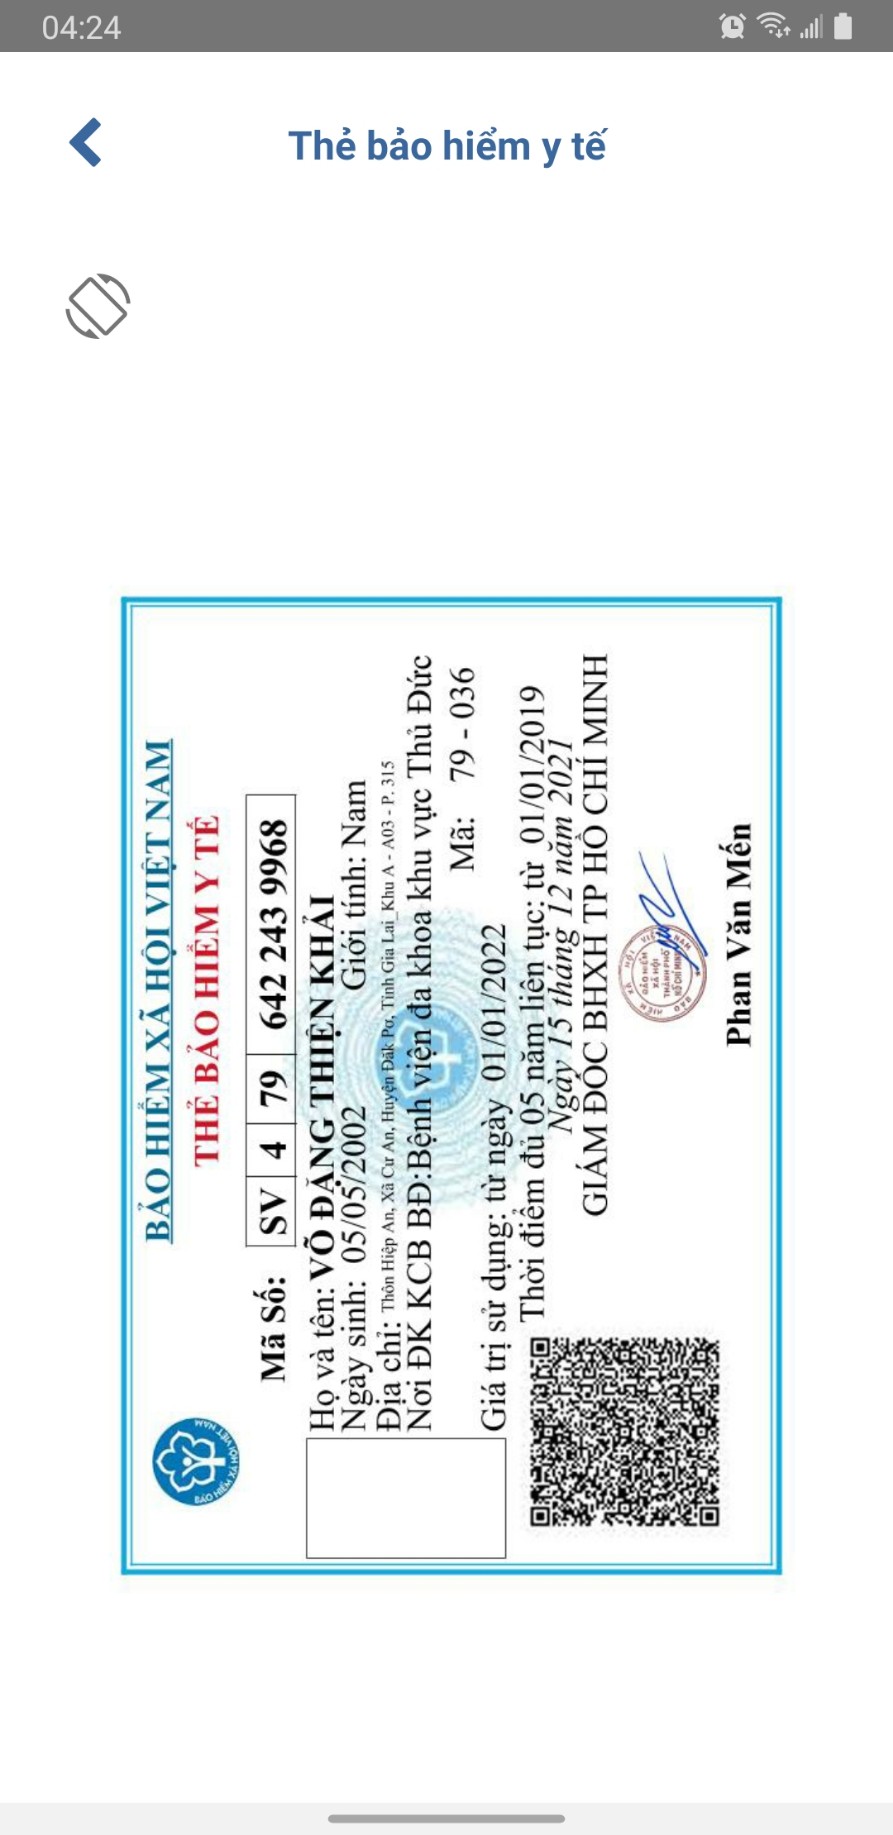 04:24
Thẻ bảo hiểm y tế
BẢO HIỂM XÃ HỘI VIỆT NAM
THẺ BẢO HIỂM Y TẾ
Mã Số: SV 4 79 642 243 9968
Họ và tên: VÕ ĐẶNG THIỆN KHẢI
Ngày sinh: 05/05/2002 Giới tính: Nam
Địa chỉ: Thôn Hiệp An, Xã Cư An, Huyện Đăk Pơ, Tỉnh Gia Lai_Khu A - A03 - P. 315
Nơi ĐK KCB BĐ:Bệnh viện đa khoa khu vực Thủ Đức
Mã: 79 - 036
Giá trị sử dụng: từ ngày 01/01/2022
Thời điểm đủ 05 năm liên tục: từ 01/01/2019
Ngày 15 tháng 12 năm 2021
GIÁM ĐỐC BHXH TP HỒ CHÍ MINH
BẢO HIỂM XÃ HỘI VIỆT NAM
BẢO HIỂM
XÃ HỘI
THÀNH PHỐ
HỒ CHÍ MINH
Phan Văn Mến
BẢO HIỂM XÃ HỘI VIỆT NAM